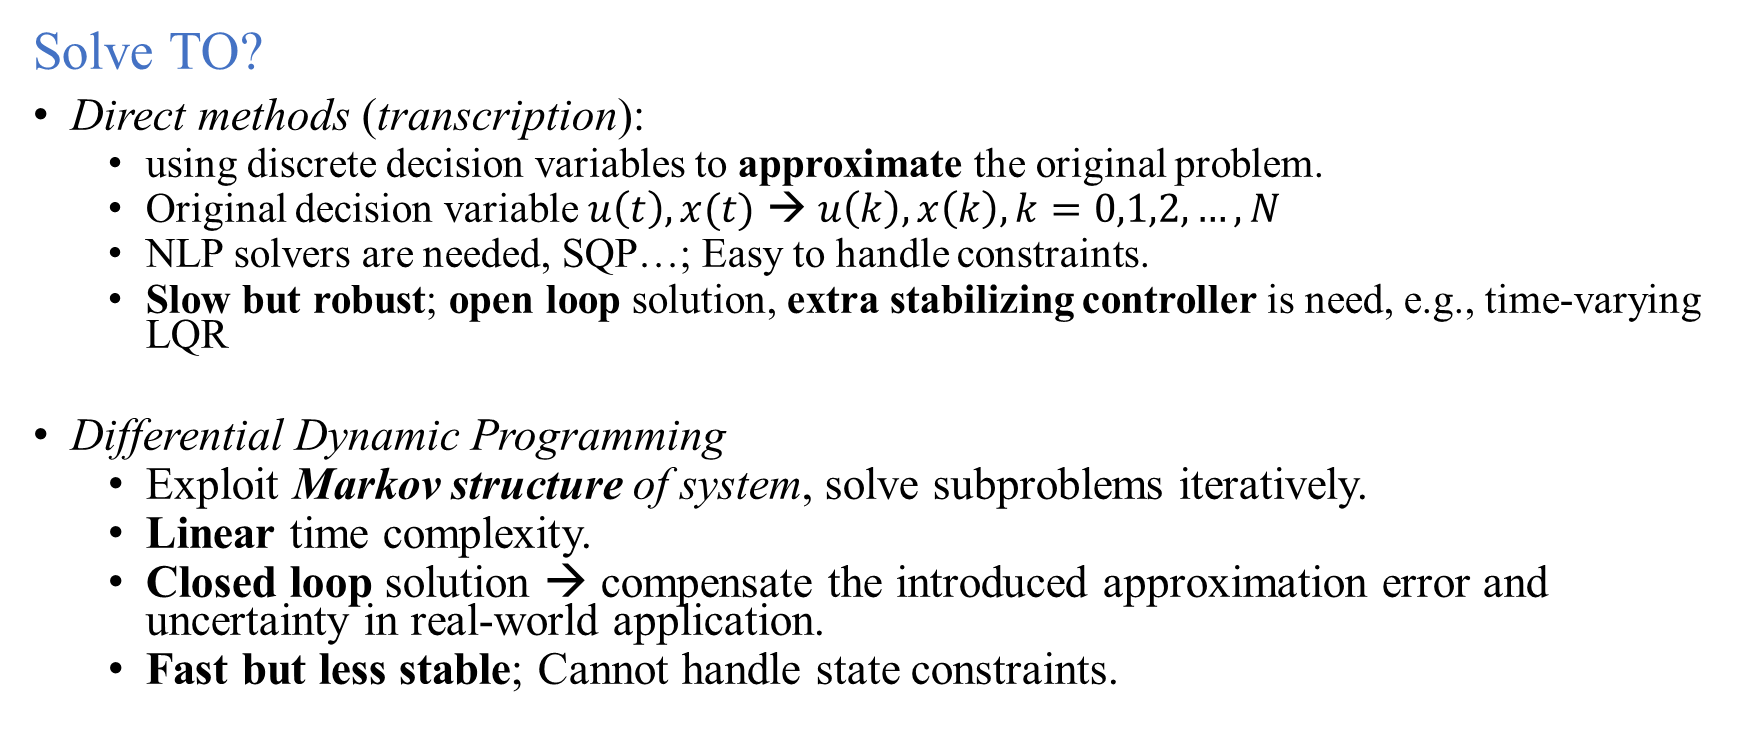 Solve TO?
• Direct methods (transcription):
• using discrete decision variables to approximate the original problem.
• Original decision variable u(t), x(t) → u(k), x(k), k = 0,1,2, … , N
• NLP solvers are needed, SQP…; Easy to handle constraints.
• Slow but robust; open loop solution, extra stabilizing controller is need, e.g., time-varying
LQR
• Differential Dynamic Programming
• Exploit Markov structure of system, solve subproblems iteratively.
• Linear time complexity.
• Closed loop solution → compensate the introduced approximation error and
uncertainty in real-world application.
• Fast but less stable; Cannot handle state constraints.